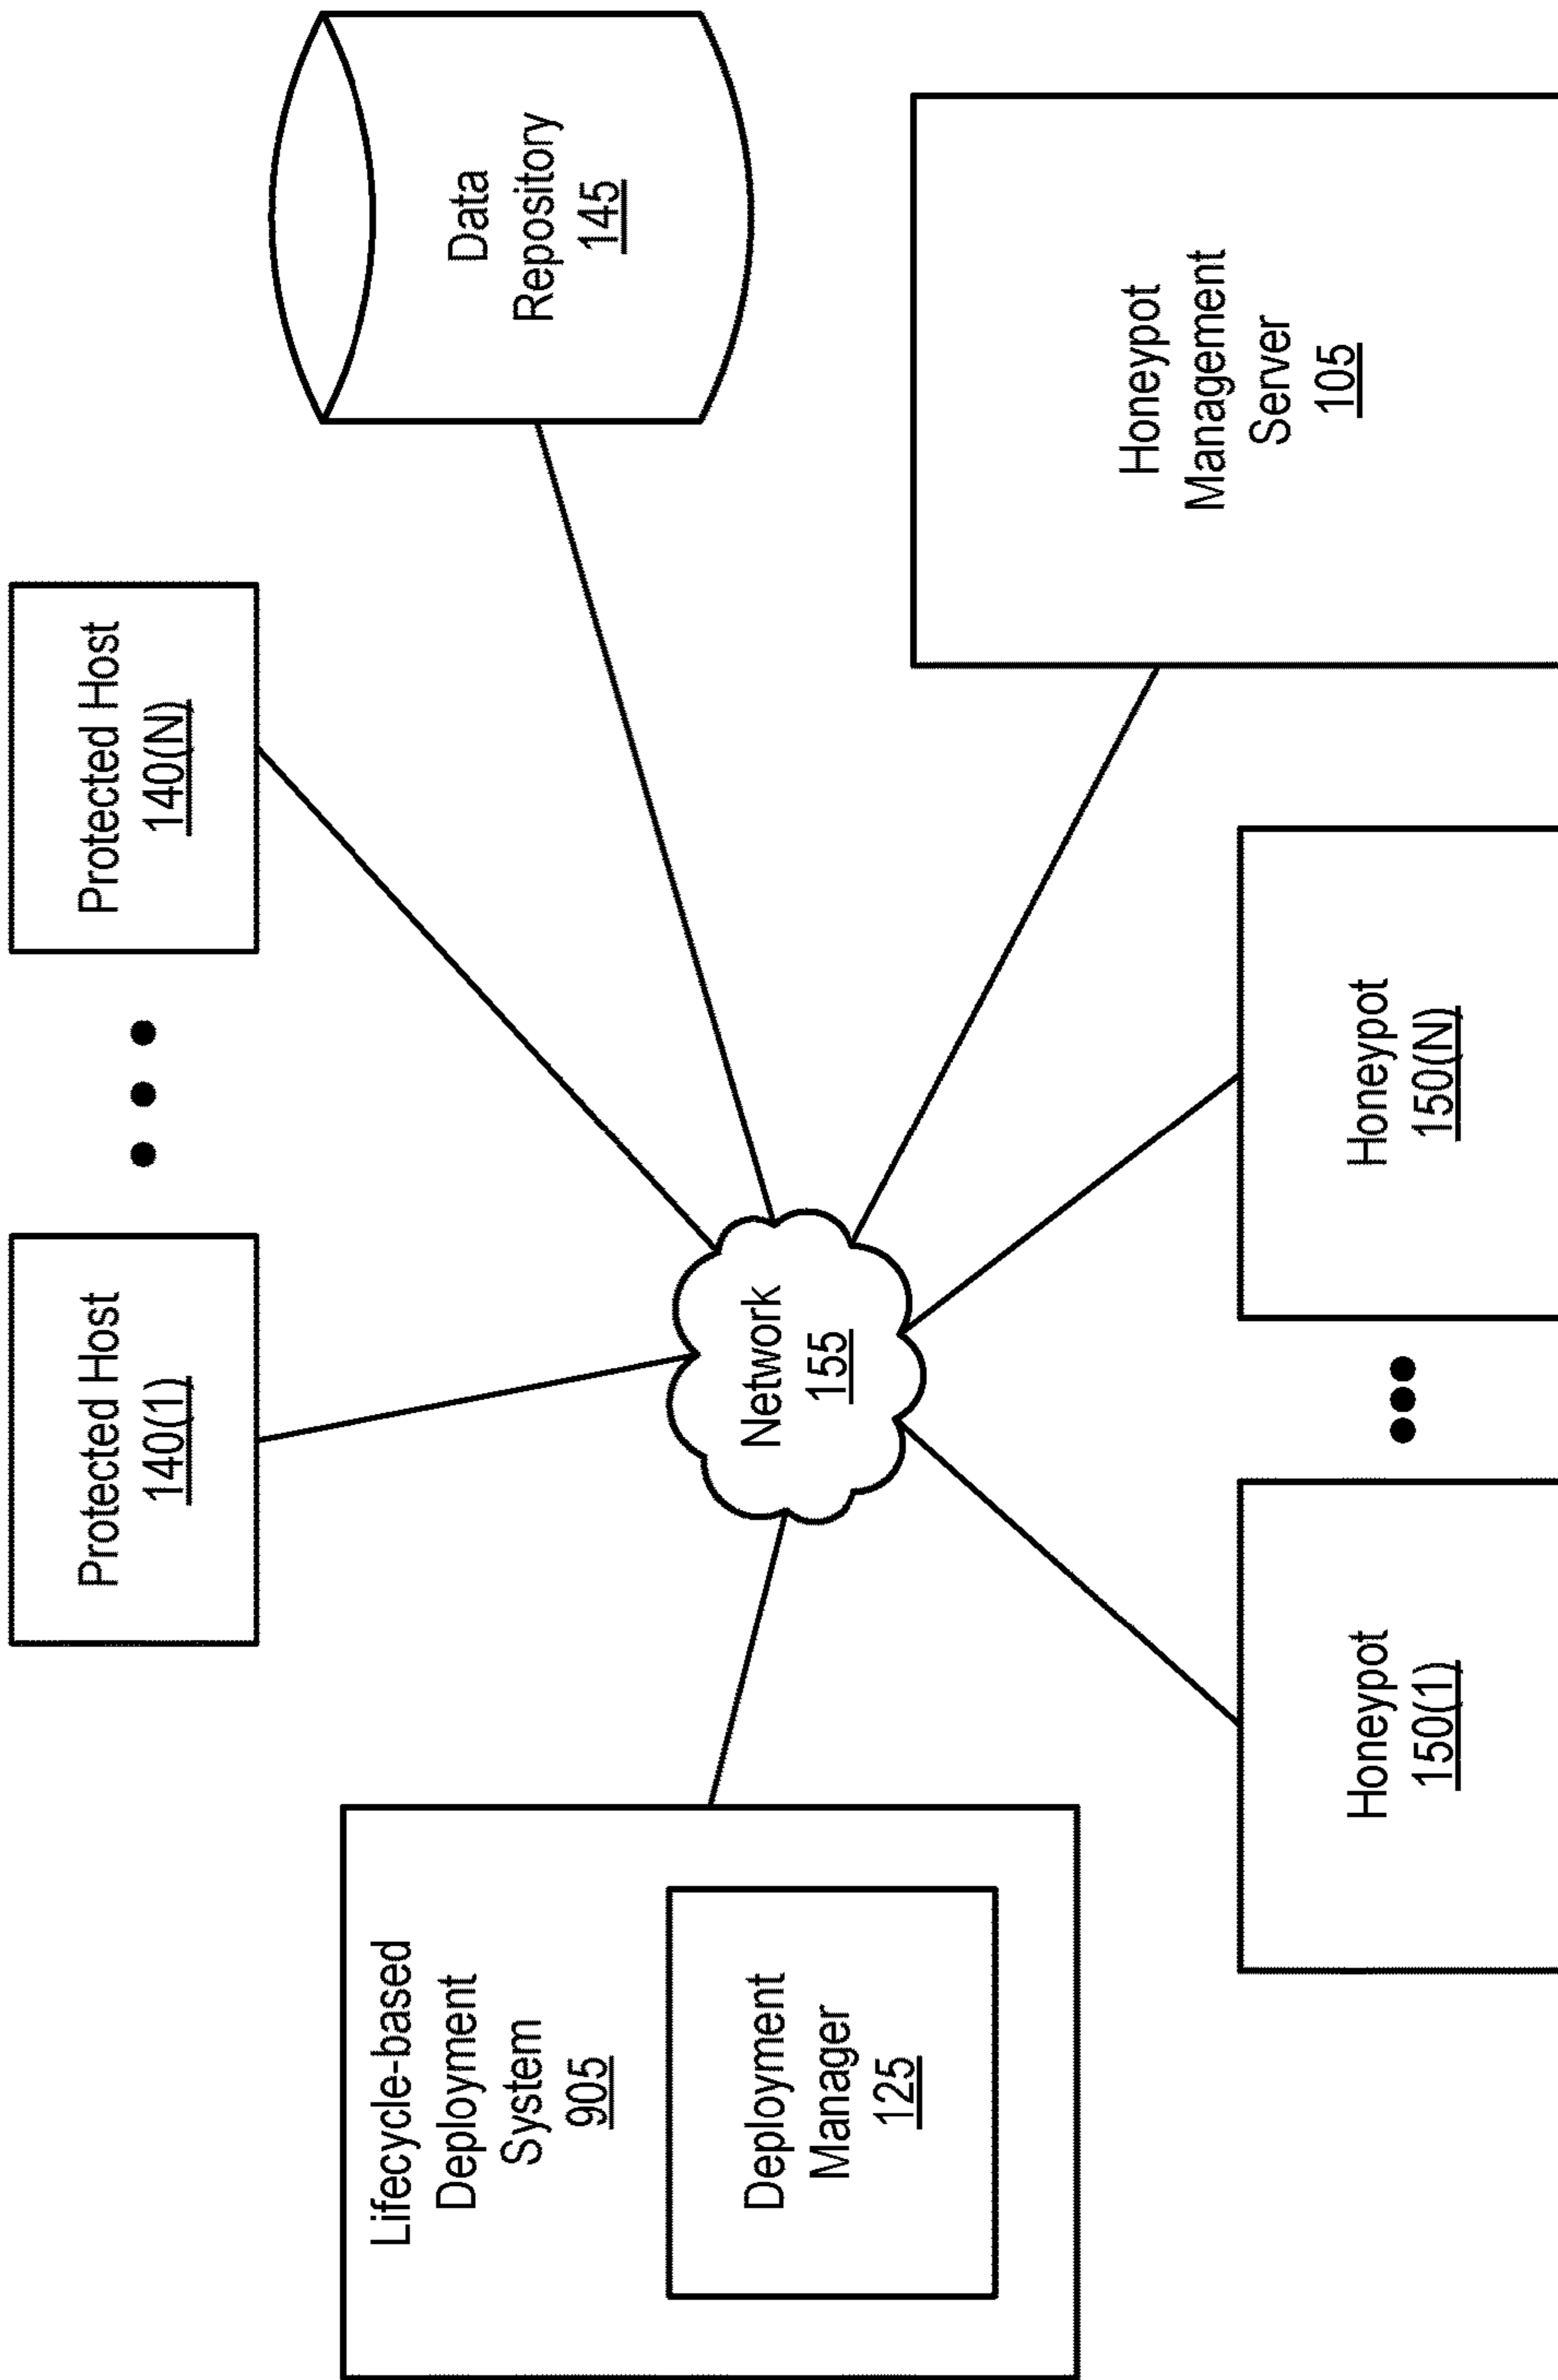 Protected Host
140(1)
Protected Host
140(N)
Lifecycle-based
Deployment
System
905
Deployment
Manager
125
Network
155
Data
Repository
145
Honeypot
Management
Server
105
Honeypot
150(1)
Honeypot
150(N)